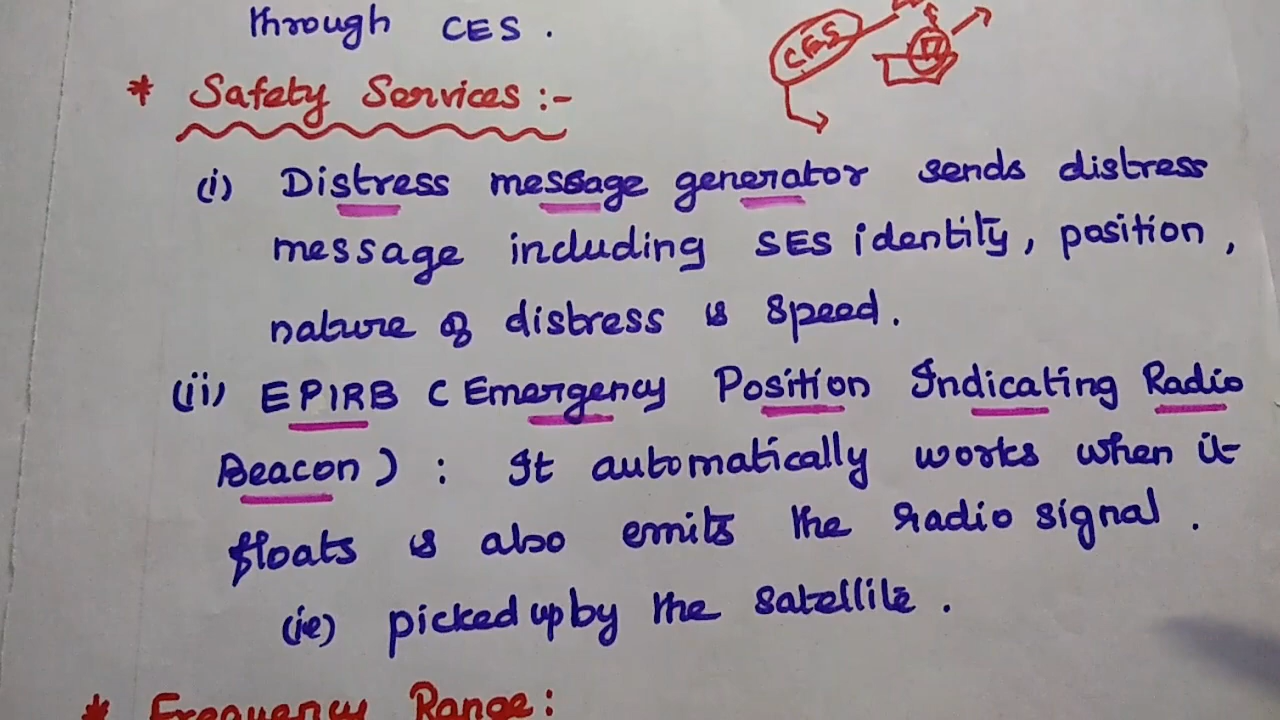 through CES.
CES
* Safety Services :-
(i) Distress message generator sends distress
message including SES identity, position,
nature of distress & speed.
(ii) EPIRB (Emergency Position Indicating Radio
Beacon) : It automatically works when it
floats & also emits the radio signal.
(ie) picked up by the satellite.
* Frequency Range: